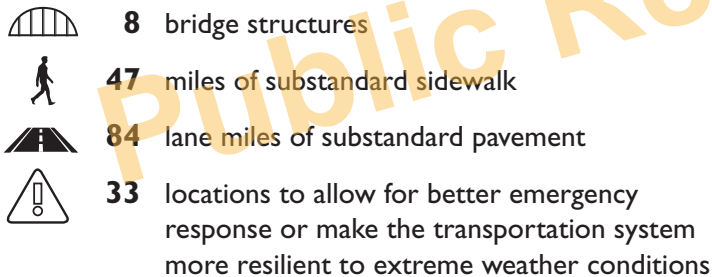 8 bridge structures
47 miles of substandard sidewalk
84 lane miles of substandard pavement
33 locations to allow for better emergency
response or make the transportation system
more resilient to extreme weather conditions
Public